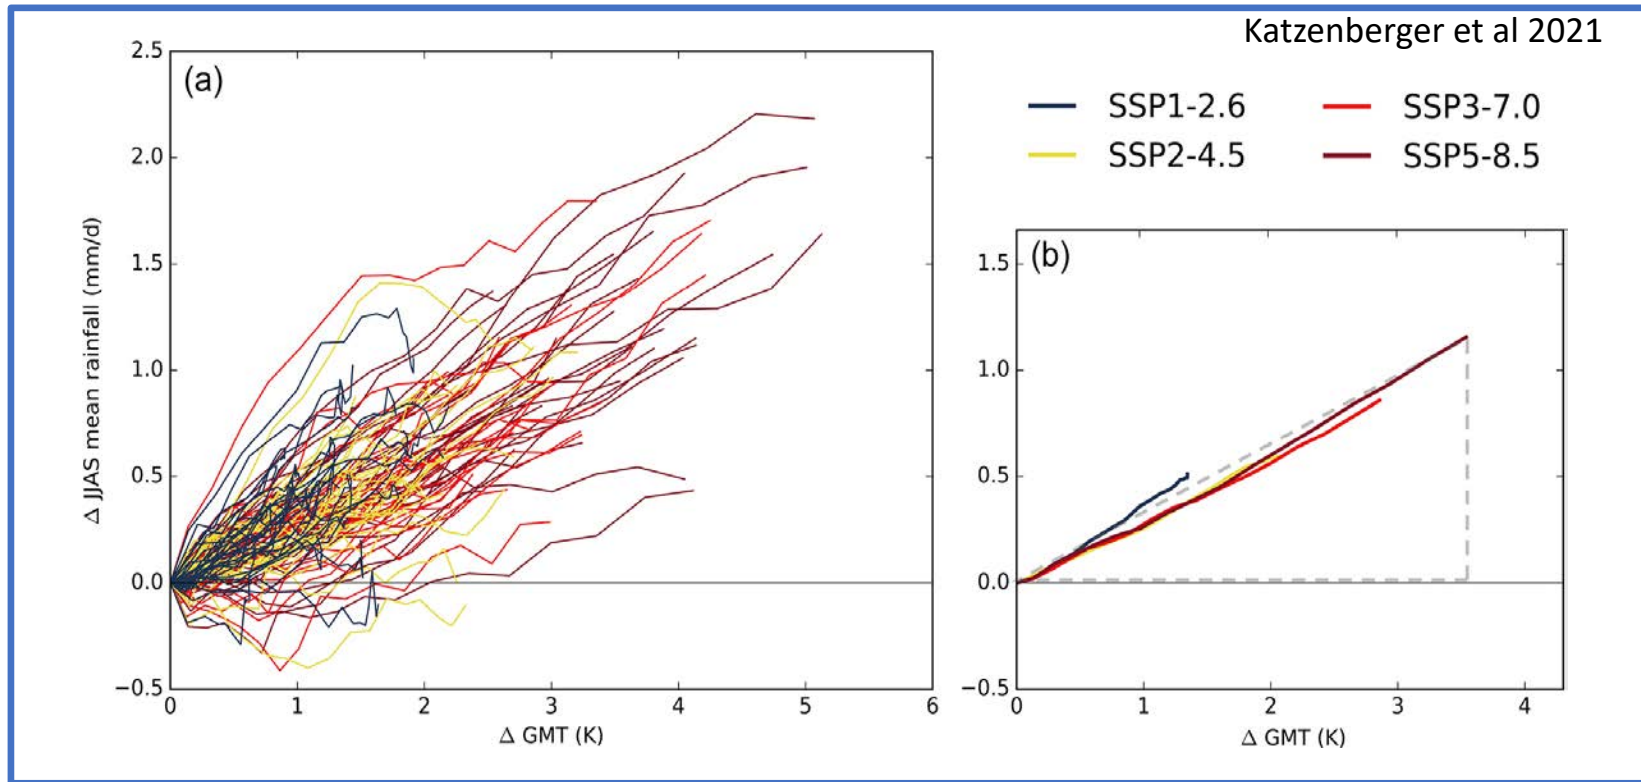 Katzenberger et al 2021
(a)
2.5
2.0
1.5
1.0
0.5
0.0
−0.5
Δ JJAS mean rainfall (mm/d)
0 1 2 3 4 5 6
Δ GMT (K)
SSP1-2.6
SSP2-4.5
SSP3-7.0
SSP5-8.5
(b)
1.5
1.0
0.5
0.0
−0.5
0 1 2 3 4
Δ GMT (K)